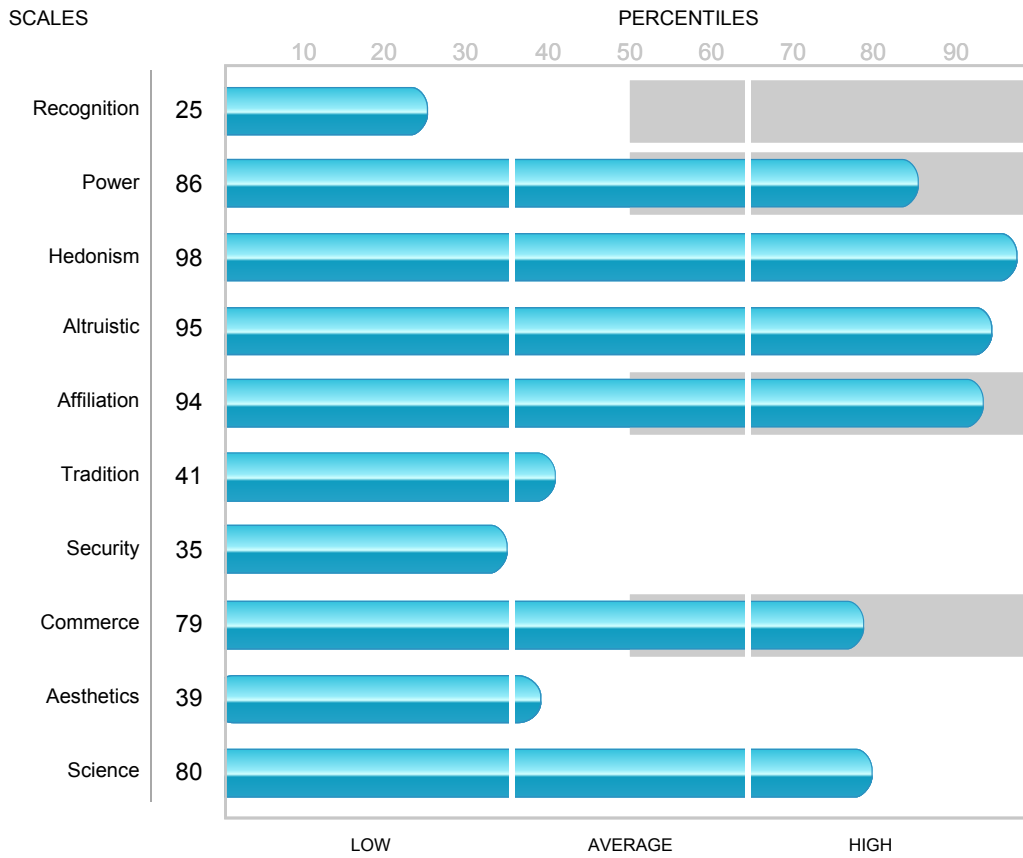 SCALES PERCENTILES
10 20 30 40 50 60 70 80 90
Recognition 25
Power 86
Hedonism 98
Altruistic 95
Affiliation 94
Tradition 41
Security 35
Commerce 79
Aesthetics 39
Science 80
LOW AVERAGE HIGH